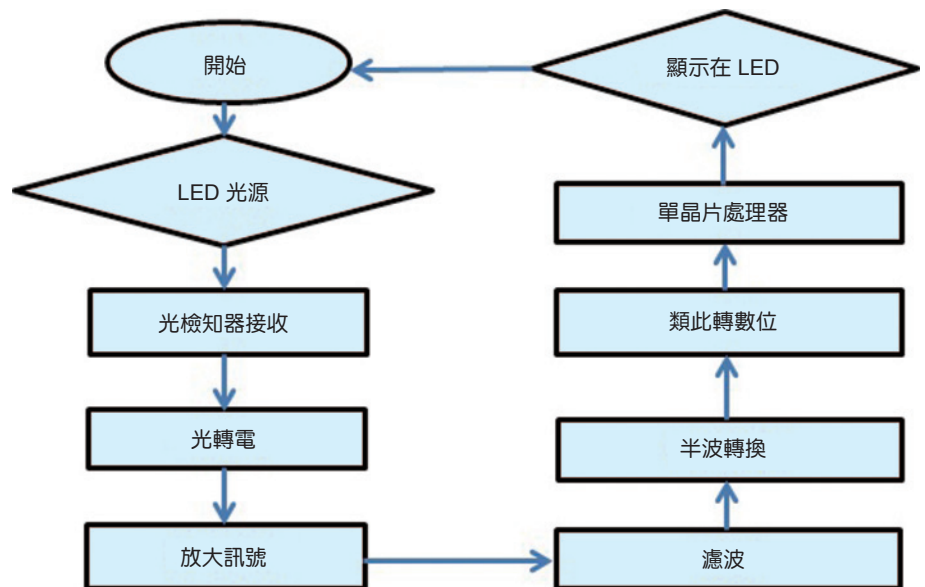 開始
LED 光源
光檢知器接收
光轉電
放大訊號
濾波
半波轉換
類此轉數位
單晶片處理器
顯示在 LED